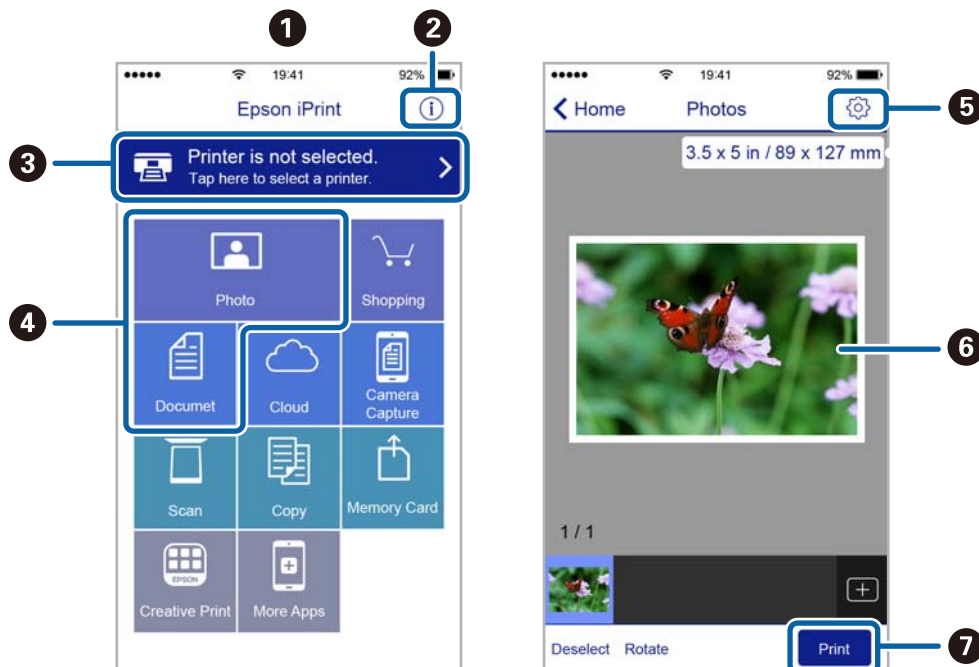 1
2
19:41
92%
Epson iPrint
i
3
Printer is not selected.
Tap here to select a printer.
4
Photo
Shopping
Documet
Cloud
Camera
Capture
Scan
Copy
Memory Card
EPSON
Creative Print
More Apps
19:41
92%
Home
Photos
5
3.5 x 5 in / 89 x 127 mm
6
1 / 1
Deselect
Rotate
Print
7